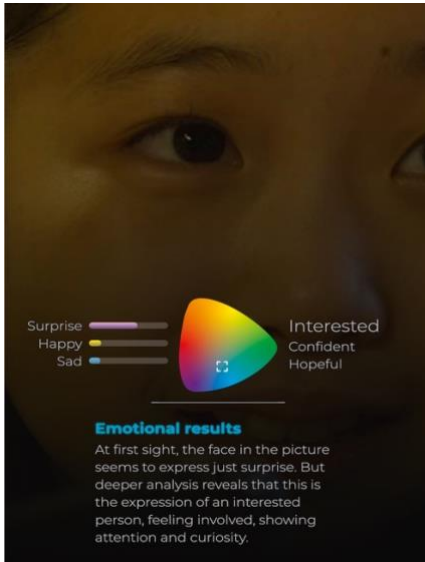 Surprise
Happy
Sad
Interested
Confident
Hopeful
Emotional results
At first sight, the face in the picture
seems to express just surprise. But
deeper analysis reveals that this is
the expression of an interested
person, feeling involved, showing
attention and curiosity.